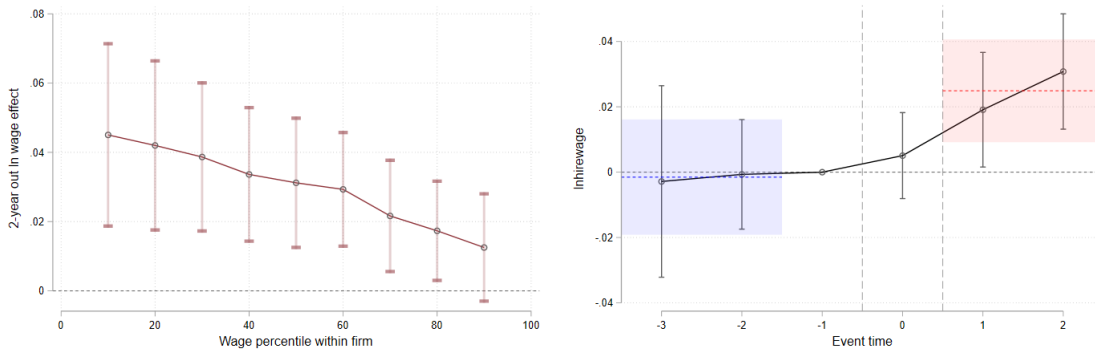 .08
.06
.04
.02
0
2-year out ln wage effect
0 20 40 60 80 100
Wage percentile within firm
.04
.02
0
-.02
-.04
lnhirewage
-3 -2 -1 0 1 2
Event time